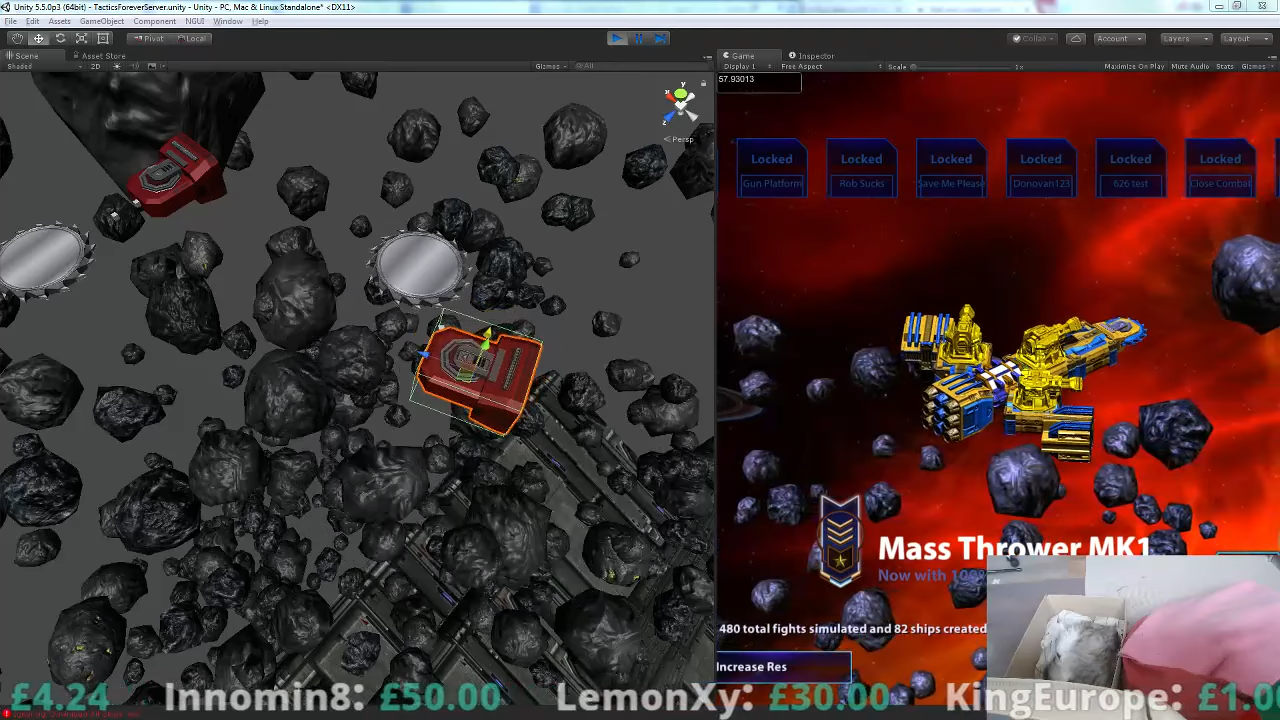 Unity 5.5.0p3 (64bit) - TacticsForeverServer.unity - Unity - PC, Mac & Linux Standalone* <DX11>
File Edit Assets GameObject Component NGUI Window Help
Pivot Local Collab Account Layers Layout
Scene Asset Store Game Inspector
Shaded 2D Gizmos All Display 1 Free Aspect Scale 1x Maximize On Play Mute Audio Stats Gizmos
57.93013
y
x
z
Persp
Locked Locked Locked Locked Locked Locked
Gun Platform Rob Sucks Save Me Please Donovan123 626 test Close Combat
Mass Thrower MK1
Now with
480 total fights simulated and 82 ships created
Increase Res
£4.24 Innomin8: £50.00 LemonXy: £30.00 KingEurope: £1.0